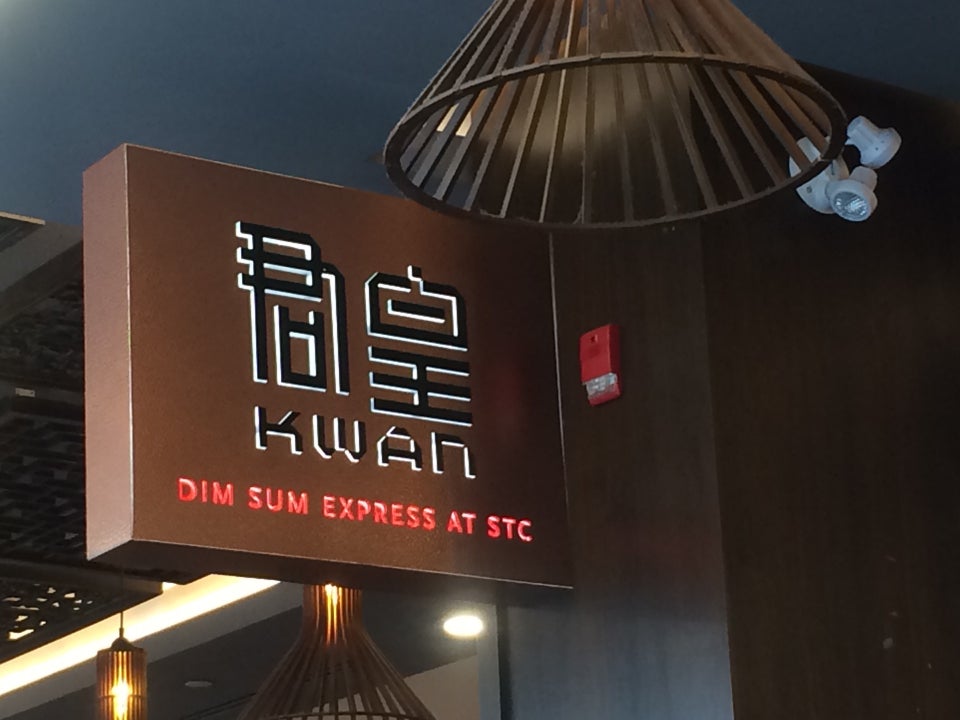 君皇
KWAN
DIM SUM EXPRESS AT STC